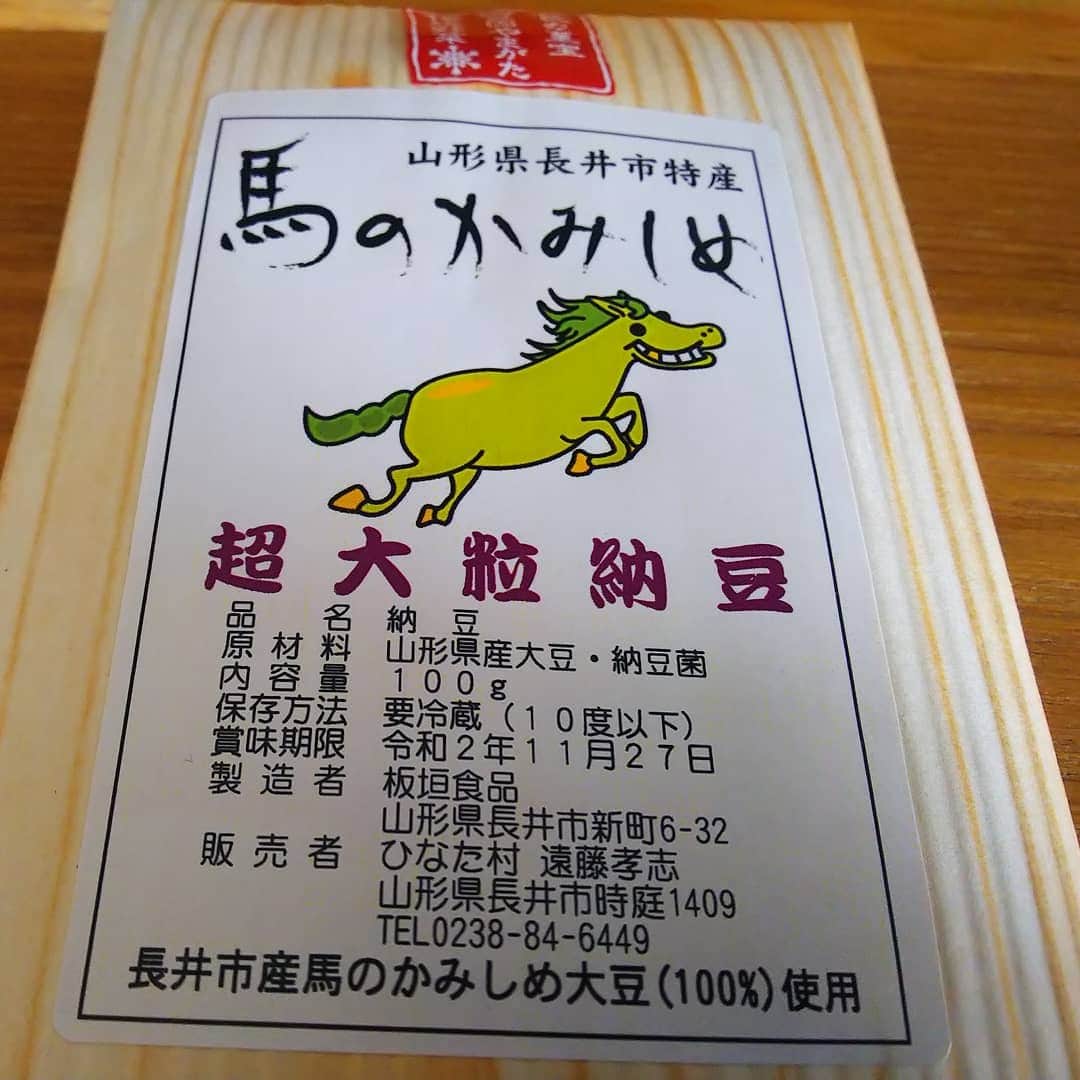 やまがた
山形県長井市特産
馬のかみしめ
超大粒納豆
品名 納豆
原材料 山形県産大豆・納豆菌
内容量 100g
保存方法 要冷蔵(10度以下)
賞味期限 令和2年11月27日
製造者 板垣食品
山形県長井市新町6-32
販売者 ひなた村 遠藤孝志
山形県長井市時庭1409
TEL0238-84-6449
長井市産馬のかみしめ大豆(100%)使用